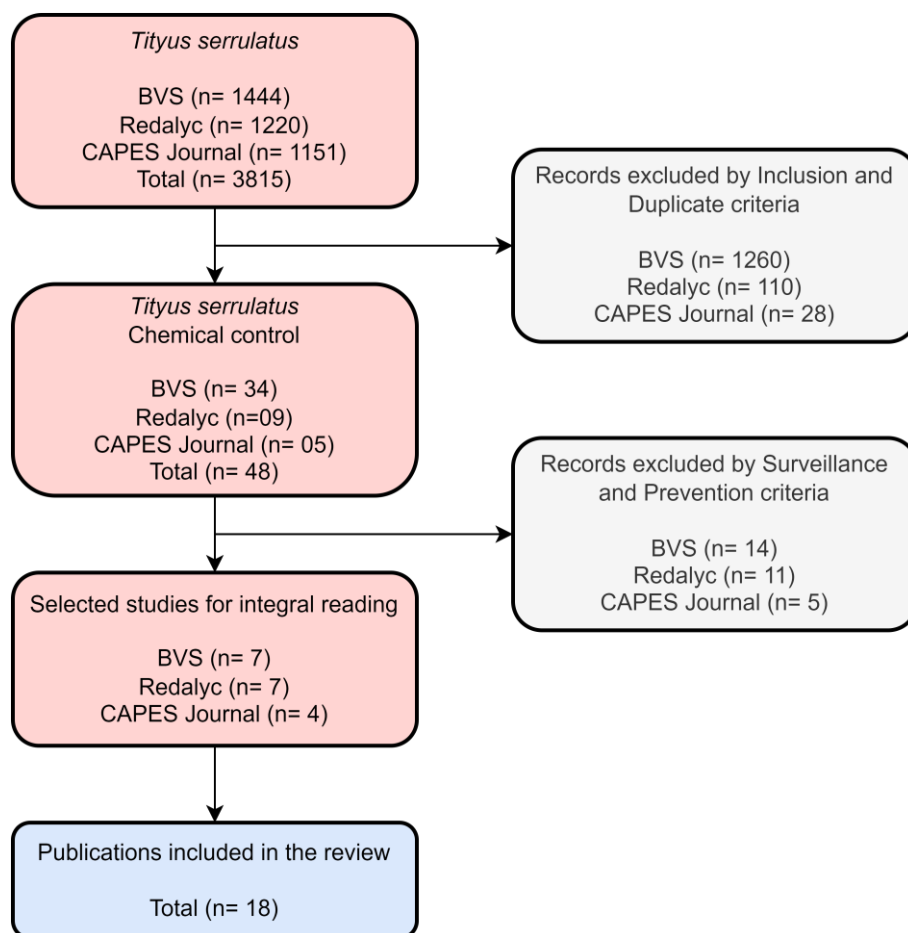 Tityus serrulatus
BVS (n= 1444)
Redalyc (n= 1220)
CAPES Journal (n= 1151)
Total (n= 3815)
Records excluded by Inclusion and
Duplicate criteria
BVS (n= 1260)
Redalyc (n= 110)
CAPES Journal (n= 28)
Tityus serrulatus
Chemical control
BVS (n= 34)
Redalyc (n=09)
CAPES Journal (n= 05)
Total (n= 48)
Records excluded by Surveillance
and Prevention criteria
BVS (n= 14)
Redalyc (n= 11)
CAPES Journal (n= 5)
Selected studies for integral reading
BVS (n= 7)
Redalyc (n= 7)
CAPES Journal (n= 4)
Publications included in the review
Total (n= 18)